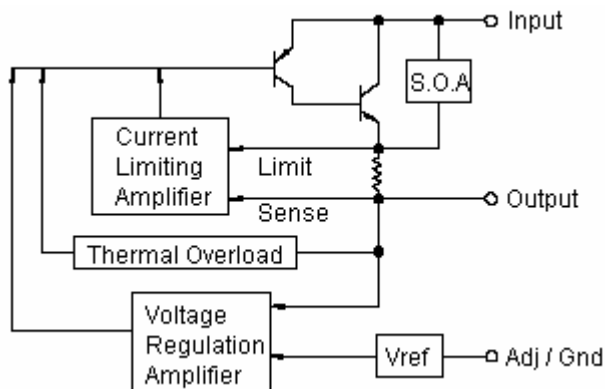 Input
S.O.A
Current
Limiting
Amplifier
Limit
Sense
Output
Thermal Overload
Voltage
Regulation
Amplifier
Vref
Adj / Gnd